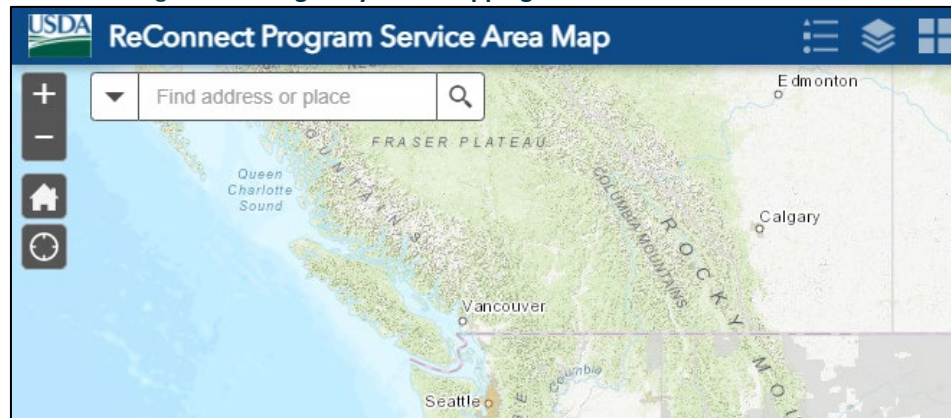 USDA
ReConnect Program Service Area Map
Find address or place
Edmonton
FRASER PLATEAU
Queen
Charlotte
Sound
COLUMBIA MOUNTAINS
Calgary
Vancouver
Columbia
Seattle